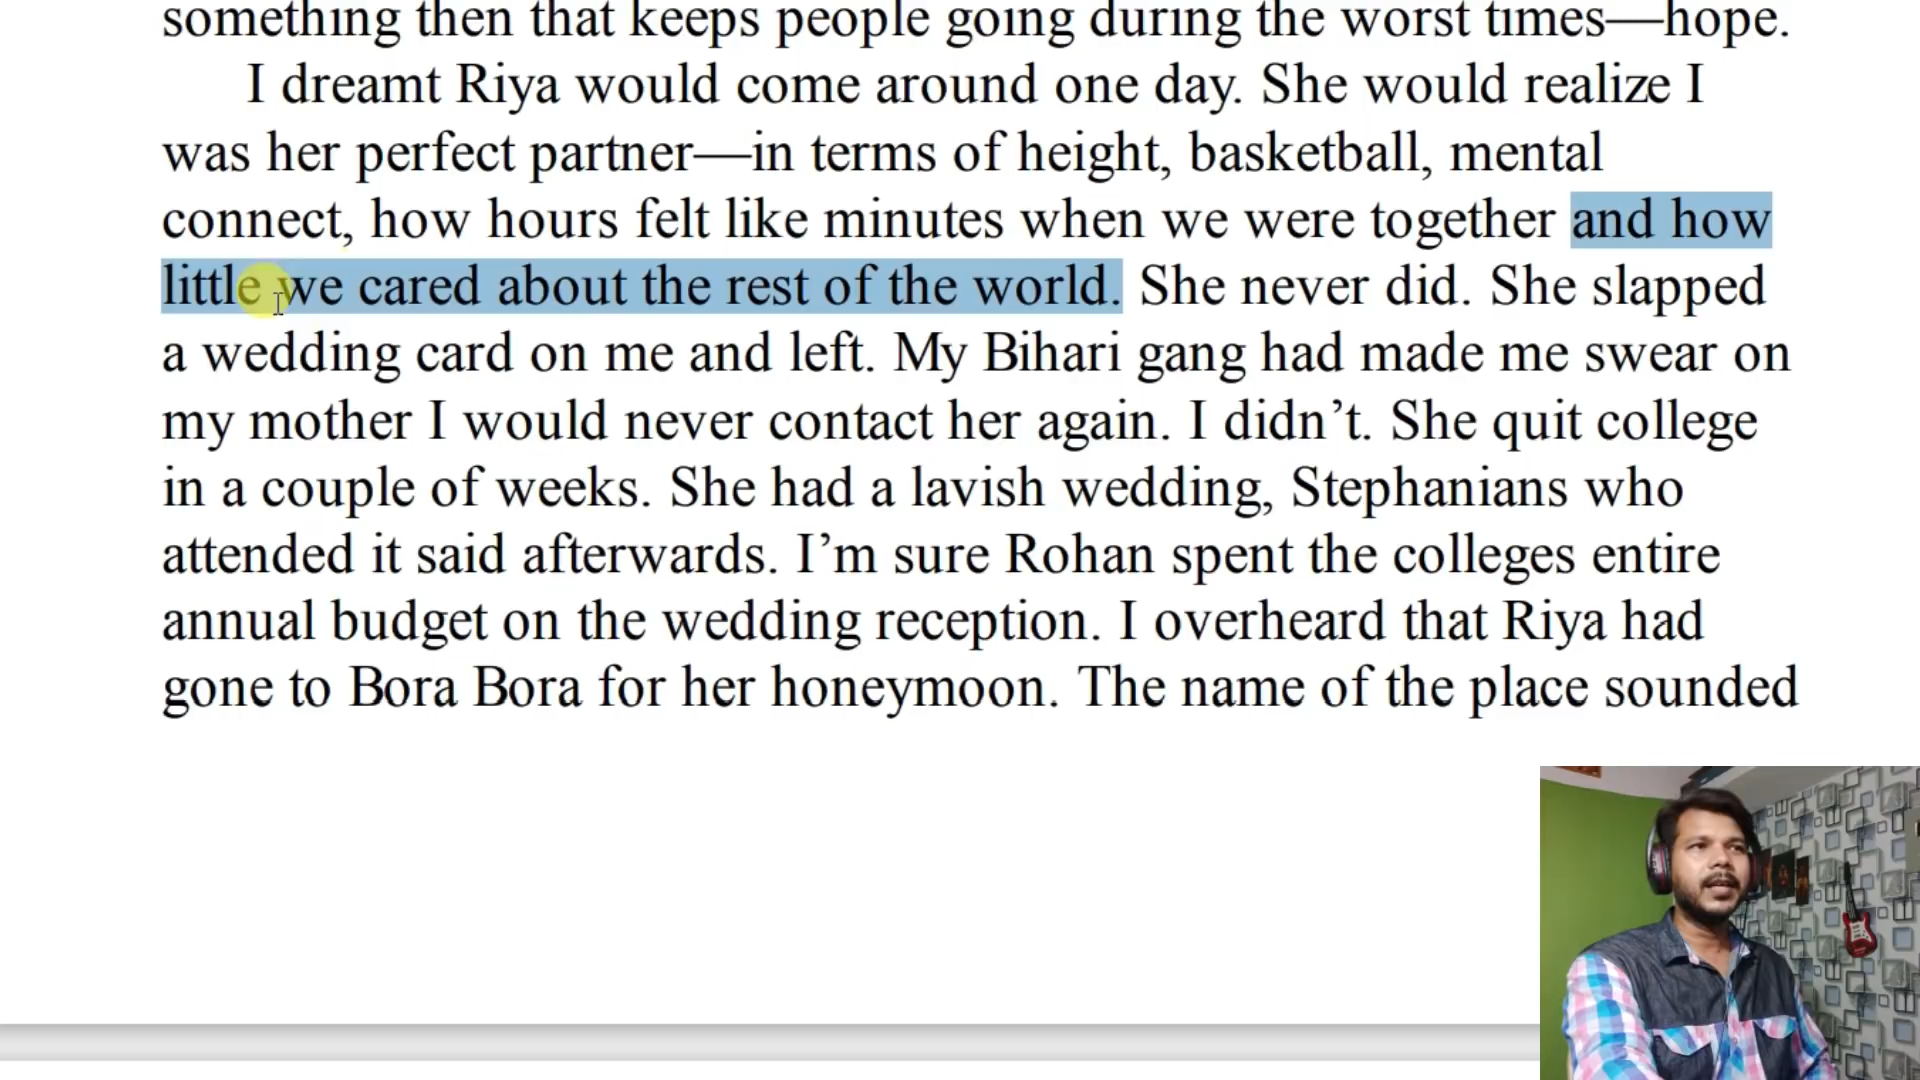 something then that keeps people going during the worst times—hope.
I dreamt Riya would come around one day. She would realize I
was her perfect partner—in terms of height, basketball, mental
connect, how hours felt like minutes when we were together and how
little we cared about the rest of the world. She never did. She slapped
a wedding card on me and left. My Bihari gang had made me swear on
my mother I would never contact her again. I didn’t. She quit college
in a couple of weeks. She had a lavish wedding, Stephanians who
attended it said afterwards. I’m sure Rohan spent the colleges entire
annual budget on the wedding reception. I overheard that Riya had
gone to Bora Bora for her honeymoon. The name of the place sounded